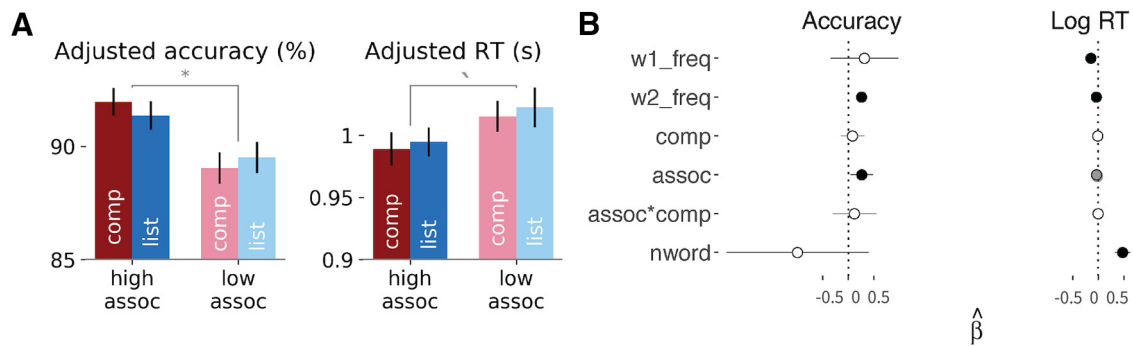 A
Adjusted accuracy (%)
*
90
85
comp
list
comp
list
high
assoc
low
assoc
Adjusted RT (s)
1
0.95
0.9
comp
list
comp
list
high
assoc
low
assoc
B
Accuracy
Log RT
w1_freq
w2_freq
comp
assoc
assoc*comp
nword
-0.5 0 0.5
-0.5 0 0.5
β̂